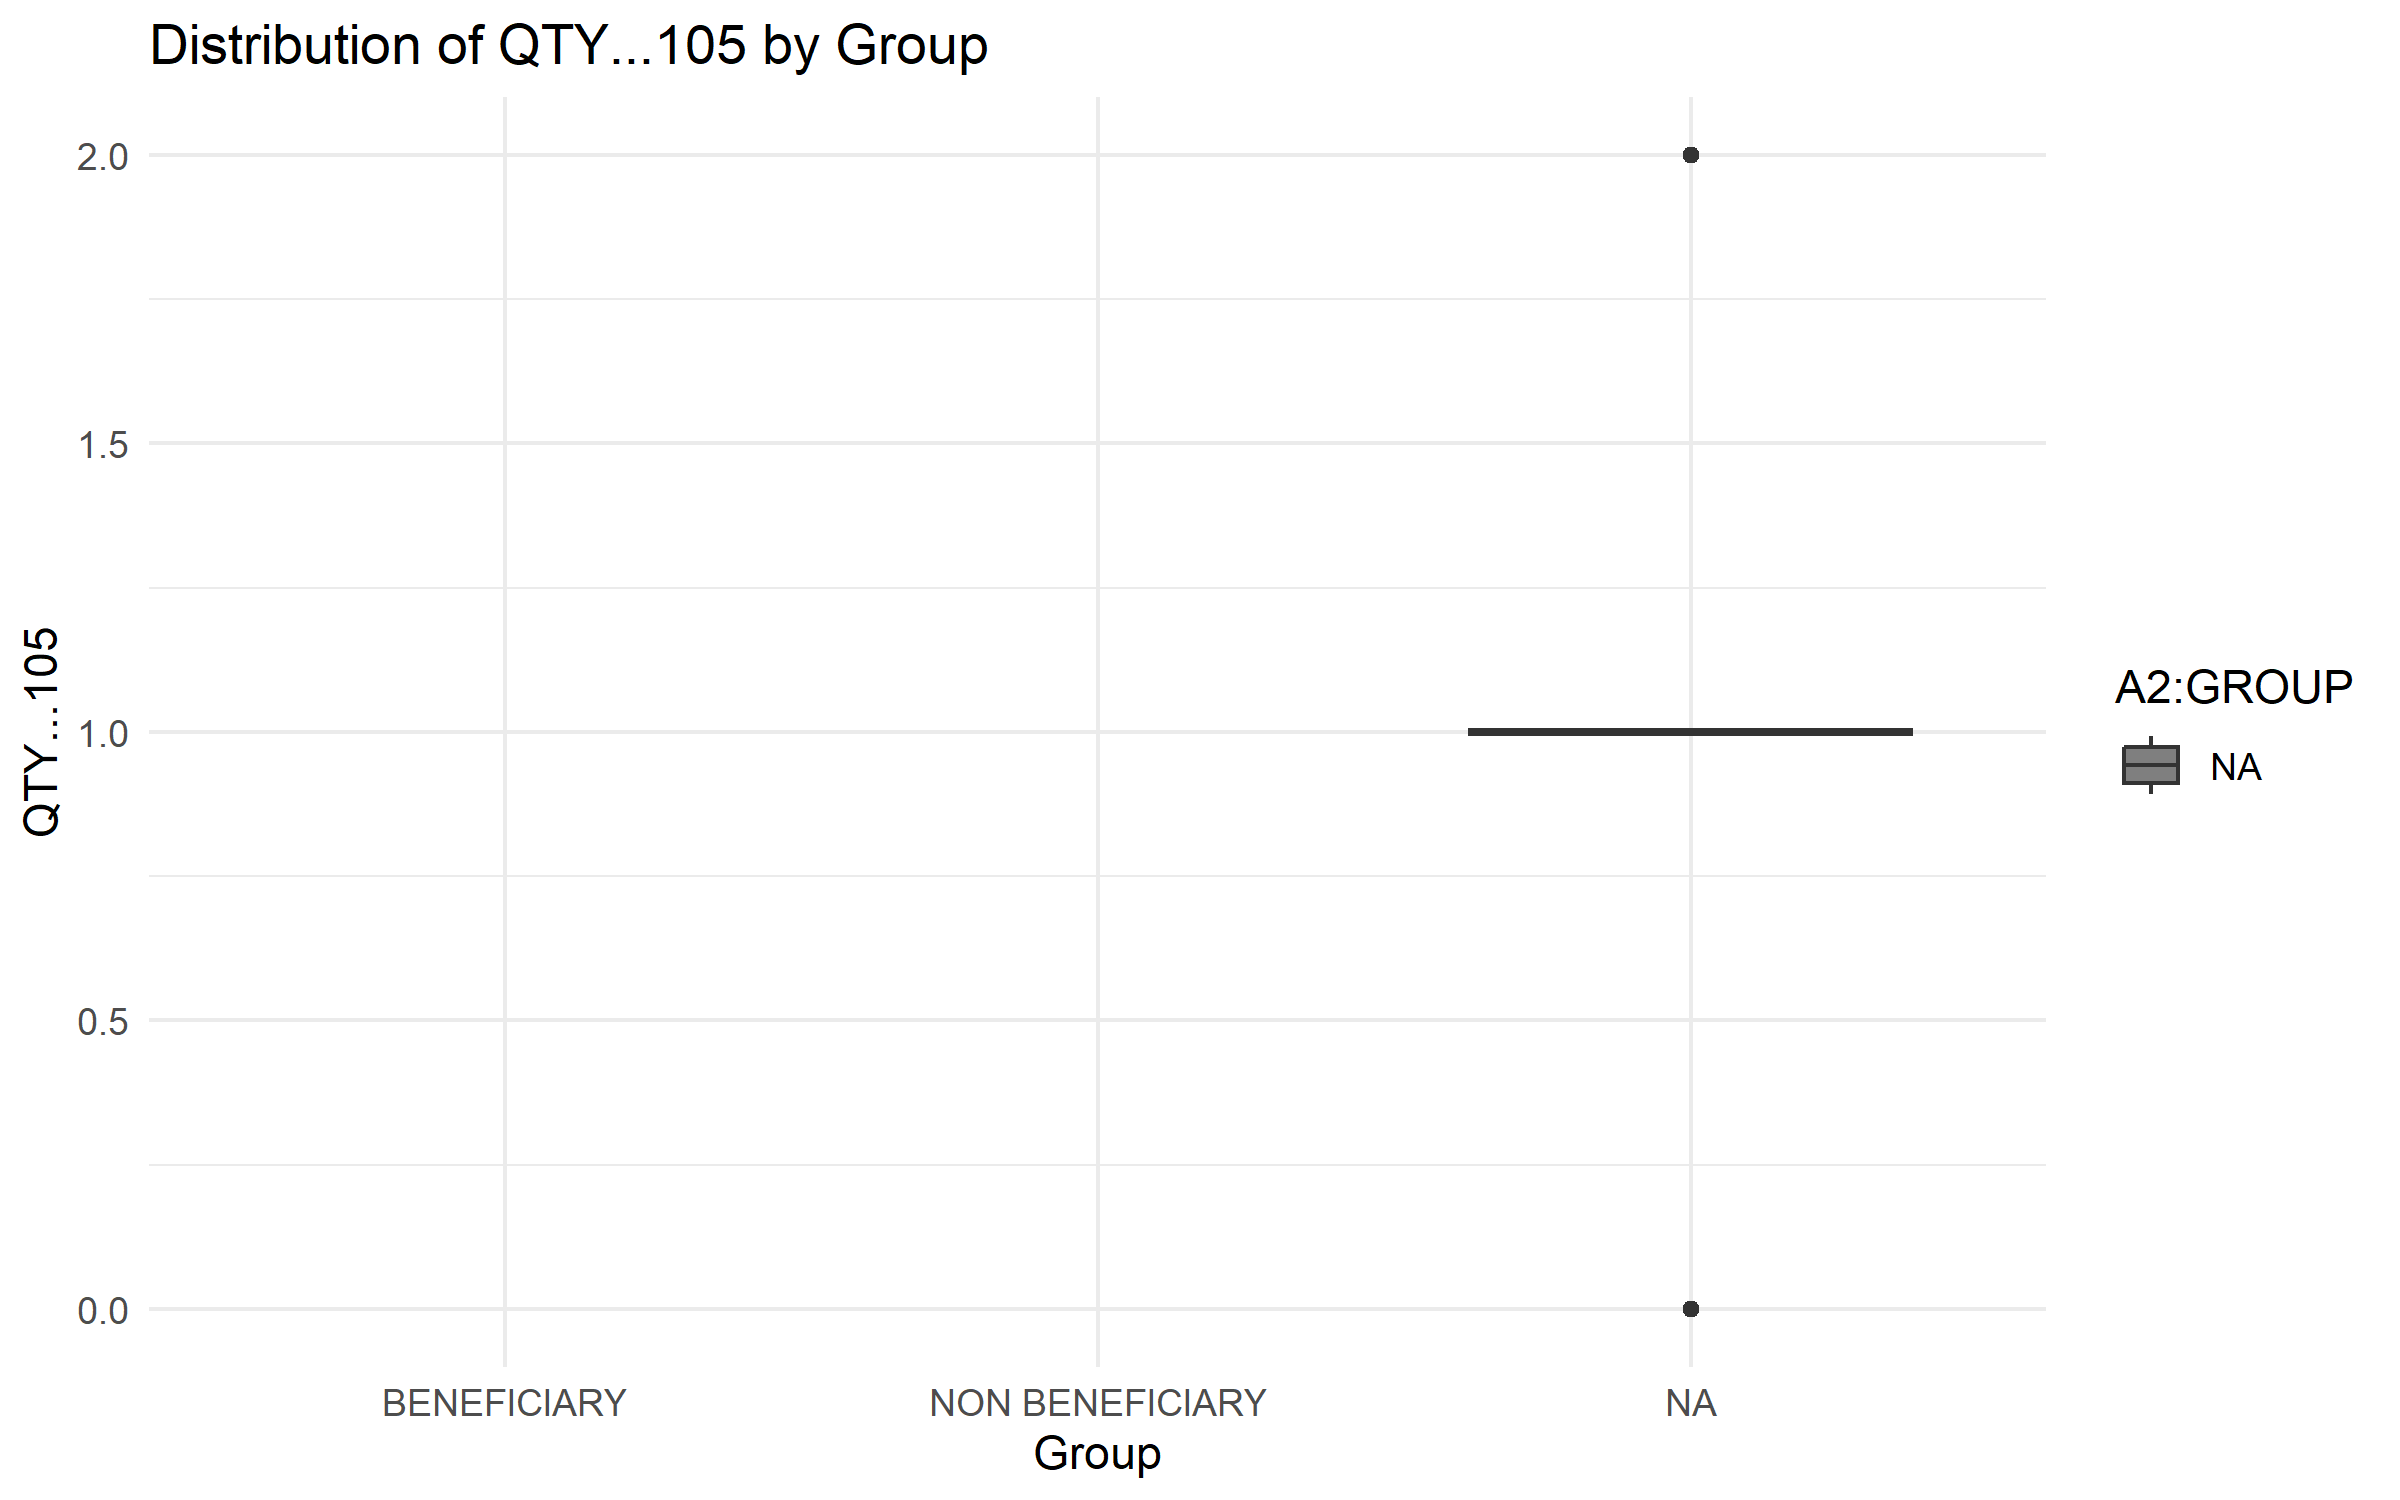 Distribution of QTY...105 by Group
QTY...105
2.0
1.5
1.0
0.5
0.0
BENEFICIARY
NON BENEFICIARY
NA
Group
A2:GROUP
NA